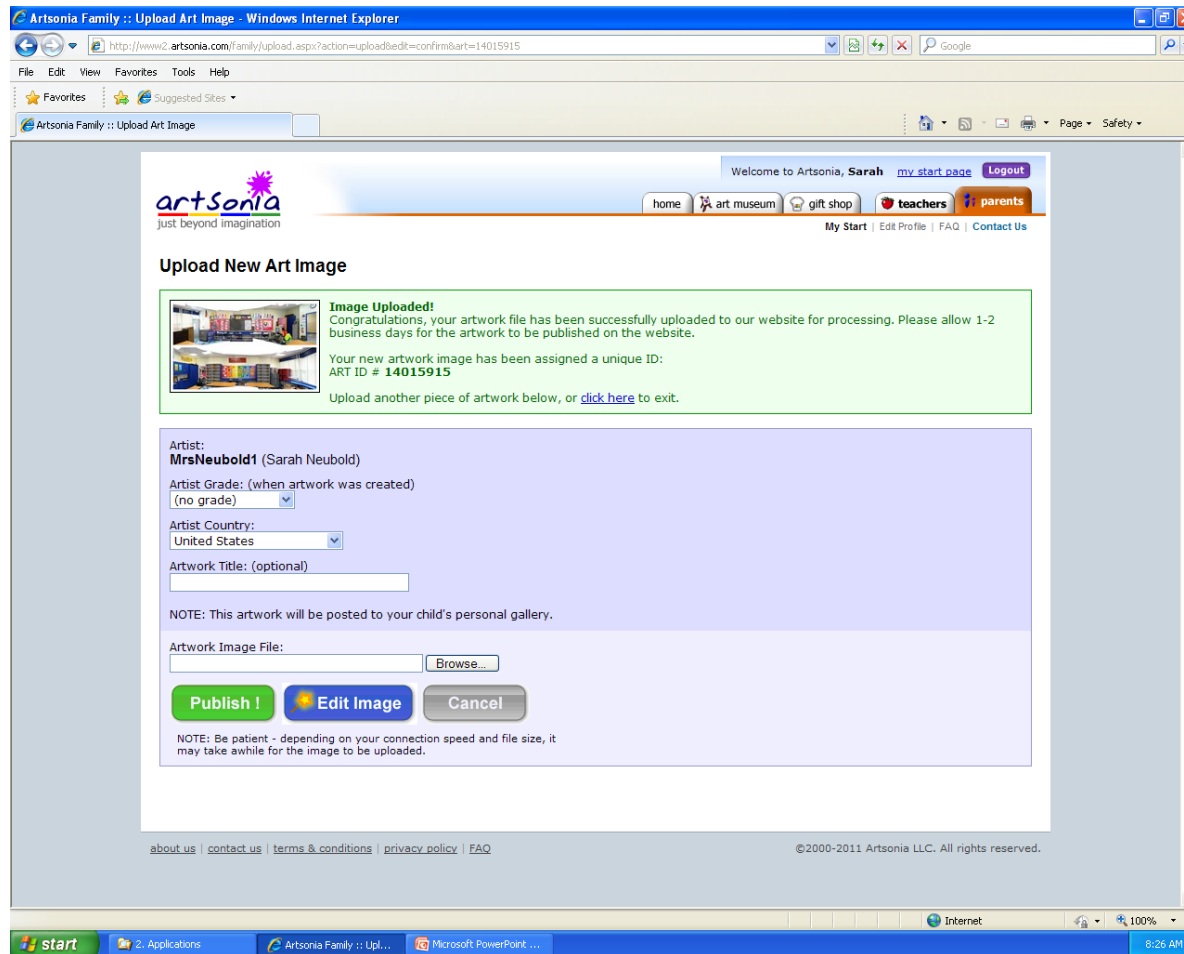 Artsonia Family :: Upload Art Image - Windows Internet Explorer
http://www2.artsonia.com/family/upload.aspx?action=upload&edit=confirm&art=14015915
Google
File Edit View Favorites Tools Help
Favorites Suggested Sites
Artsonia Family :: Upload Art Image
Page Safety
Welcome to Artsonia, Sarah my start page Logout
artsonia
just beyond imagination
home art museum gift shop teachers parents
My Start | Edit Profile | FAQ | Contact Us
Upload New Art Image
Image Uploaded!
Congratulations, your artwork file has been successfully uploaded to our website for processing. Please allow 1-2
business days for the artwork to be published on the website.
Your new artwork image has been assigned a unique ID:
ART ID # 14015915
Upload another piece of artwork below, or click here to exit.
Artist:
MrsNeubold1 (Sarah Neubold)
Artist Grade: (when artwork was created)
(no grade)
Artist Country:
United States
Artwork Title: (optional)
NOTE: This artwork will be posted to your child's personal gallery.
Artwork Image File:
Browse...
Publish ! Edit Image Cancel
NOTE: Be patient - depending on your connection speed and file size, it
may take awhile for the image to be uploaded.
about us | contact us | terms & conditions | privacy policy | FAQ
©2000-2011 Artsonia LLC. All rights reserved.
Internet 100%
start 2. Applications Artsonia Family :: Upl... Microsoft PowerPoint ... 8:26 AM